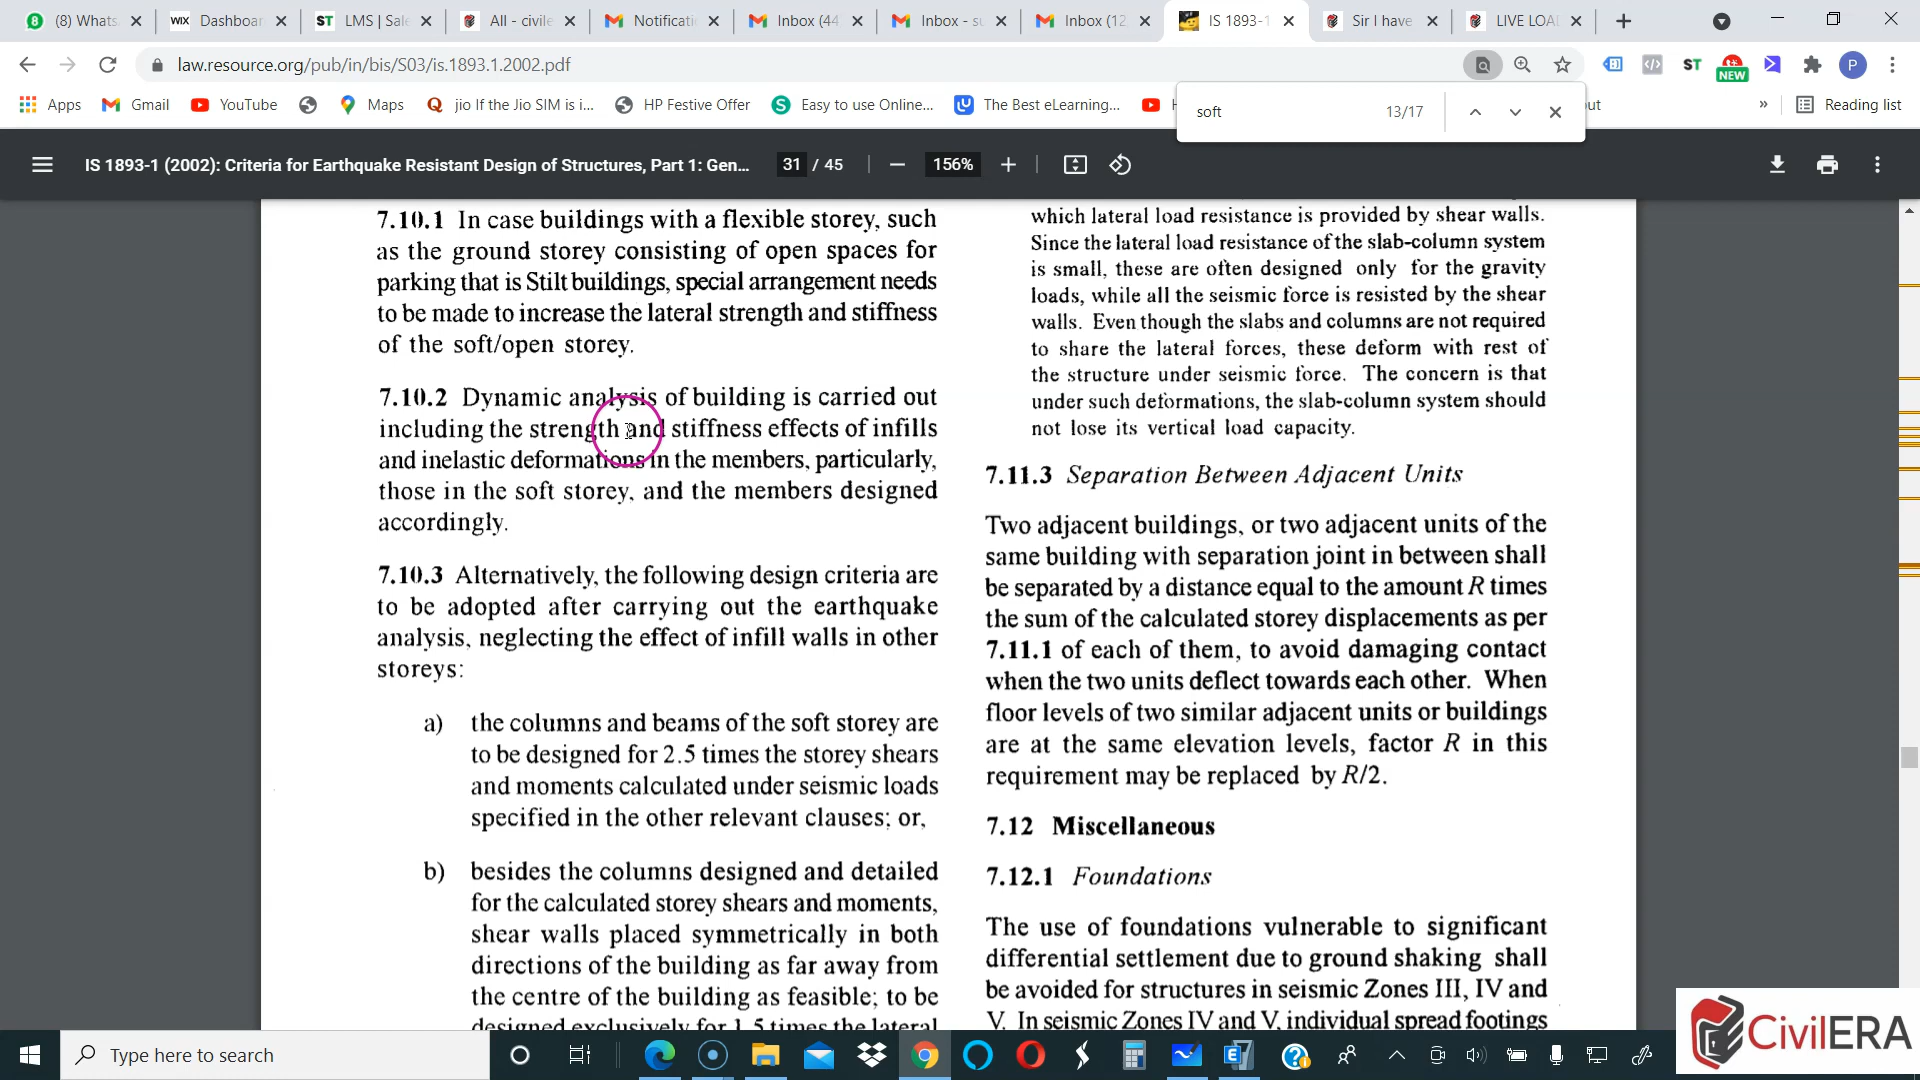 (8) Whats
Dashboar
LMS | Sale
All - civile
Notificati
Inbox (44
Inbox - su
Inbox (12
IS 1893-1
Sir I have
LIVE LOA
law.resource.org/pub/in/bis/S03/is.1893.1.2002.pdf
Apps
Gmail
YouTube
Maps
jio If the Jio SIM is i...
HP Festive Offer
Easy to use Online...
The Best eLearning...
Reading list
soft
13/17
IS 1893-1 (2002): Criteria for Earthquake Resistant Design of Structures, Part 1: Gen...
31 / 45
156%
7.10.1 In case buildings with a flexible storey, such
as the ground storey consisting of open spaces for
parking that is Stilt buildings, special arrangement needs
to be made to increase the lateral strength and stiffness
of the soft/open storey.
7.10.2 Dynamic analysis of building is carried out
including the strength and stiffness effects of infills
and inelastic deformations in the members, particularly,
those in the soft storey, and the members designed
accordingly.
7.10.3 Alternatively, the following design criteria are
to be adopted after carrying out the earthquake
analysis, neglecting the effect of infill walls in other
storeys:
a) the columns and beams of the soft storey are
to be designed for 2.5 times the storey shears
and moments calculated under seismic loads
specified in the other relevant clauses; or,
b) besides the columns designed and detailed
for the calculated storey shears and moments,
shear walls placed symmetrically in both
directions of the building as far away from
the centre of the building as feasible; to be
designed exclusively for 1.5 times the lateral
which lateral load resistance is provided by shear walls.
Since the lateral load resistance of the slab-column system
is small, these are often designed only for the gravity
loads, while all the seismic force is resisted by the shear
walls. Even though the slabs and columns are not required
to share the lateral forces, these deform with rest of
the structure under seismic force. The concern is that
under such deformations, the slab-column system should
not lose its vertical load capacity.
7.11.3 Separation Between Adjacent Units
Two adjacent buildings, or two adjacent units of the
same building with separation joint in between shall
be separated by a distance equal to the amount R times
the sum of the calculated storey displacements as per
7.11.1 of each of them, to avoid damaging contact
when the two units deflect towards each other. When
floor levels of two similar adjacent units or buildings
are at the same elevation levels, factor R in this
requirement may be replaced by R/2.
7.12 Miscellaneous
7.12.1 Foundations
The use of foundations vulnerable to significant
differential settlement due to ground shaking shall
be avoided for structures in seismic Zones III, IV and
V. In seismic Zones IV and V, individual spread footings
Type here to search
CivilERA